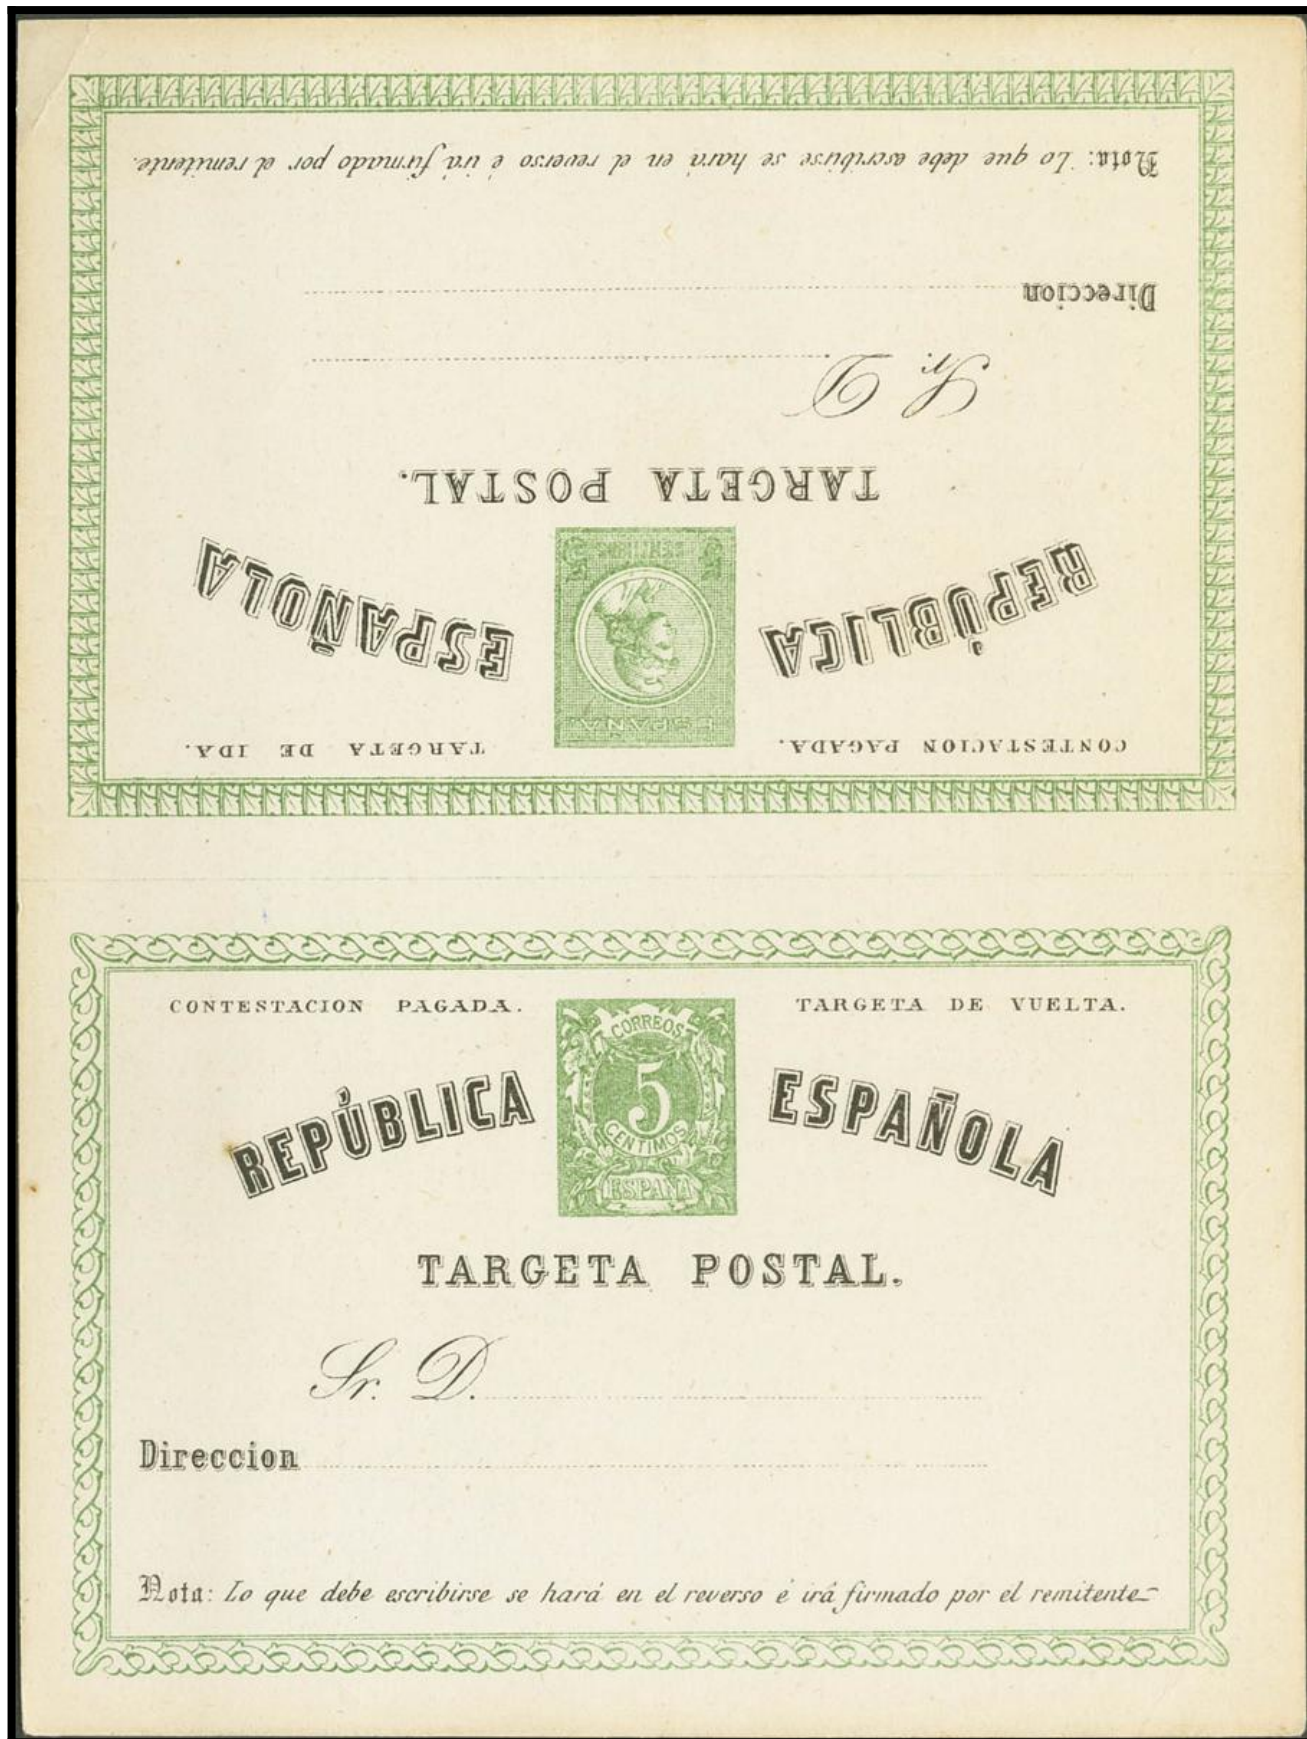 CONTESTACION PAGADA.
TARGETA DE IDA.
ESPAÑA
REPÚBLICA
ESPAÑOLA
5 CENTIMOS 5
TARGETA POSTAL.
Sr. D.
Direccion
Nota: Lo que debe escribirse se hará en el reverso é irá firmado por el remitente.
CONTESTACION PAGADA.
TARGETA DE VUELTA.
CORREOS
5
CENTIMOS
ESPAÑA
REPÚBLICA
ESPAÑOLA
TARGETA POSTAL.
Sr. D.
Direccion
Nota: Lo que debe escribirse se hará en el reverso é irá firmado por el remitente-